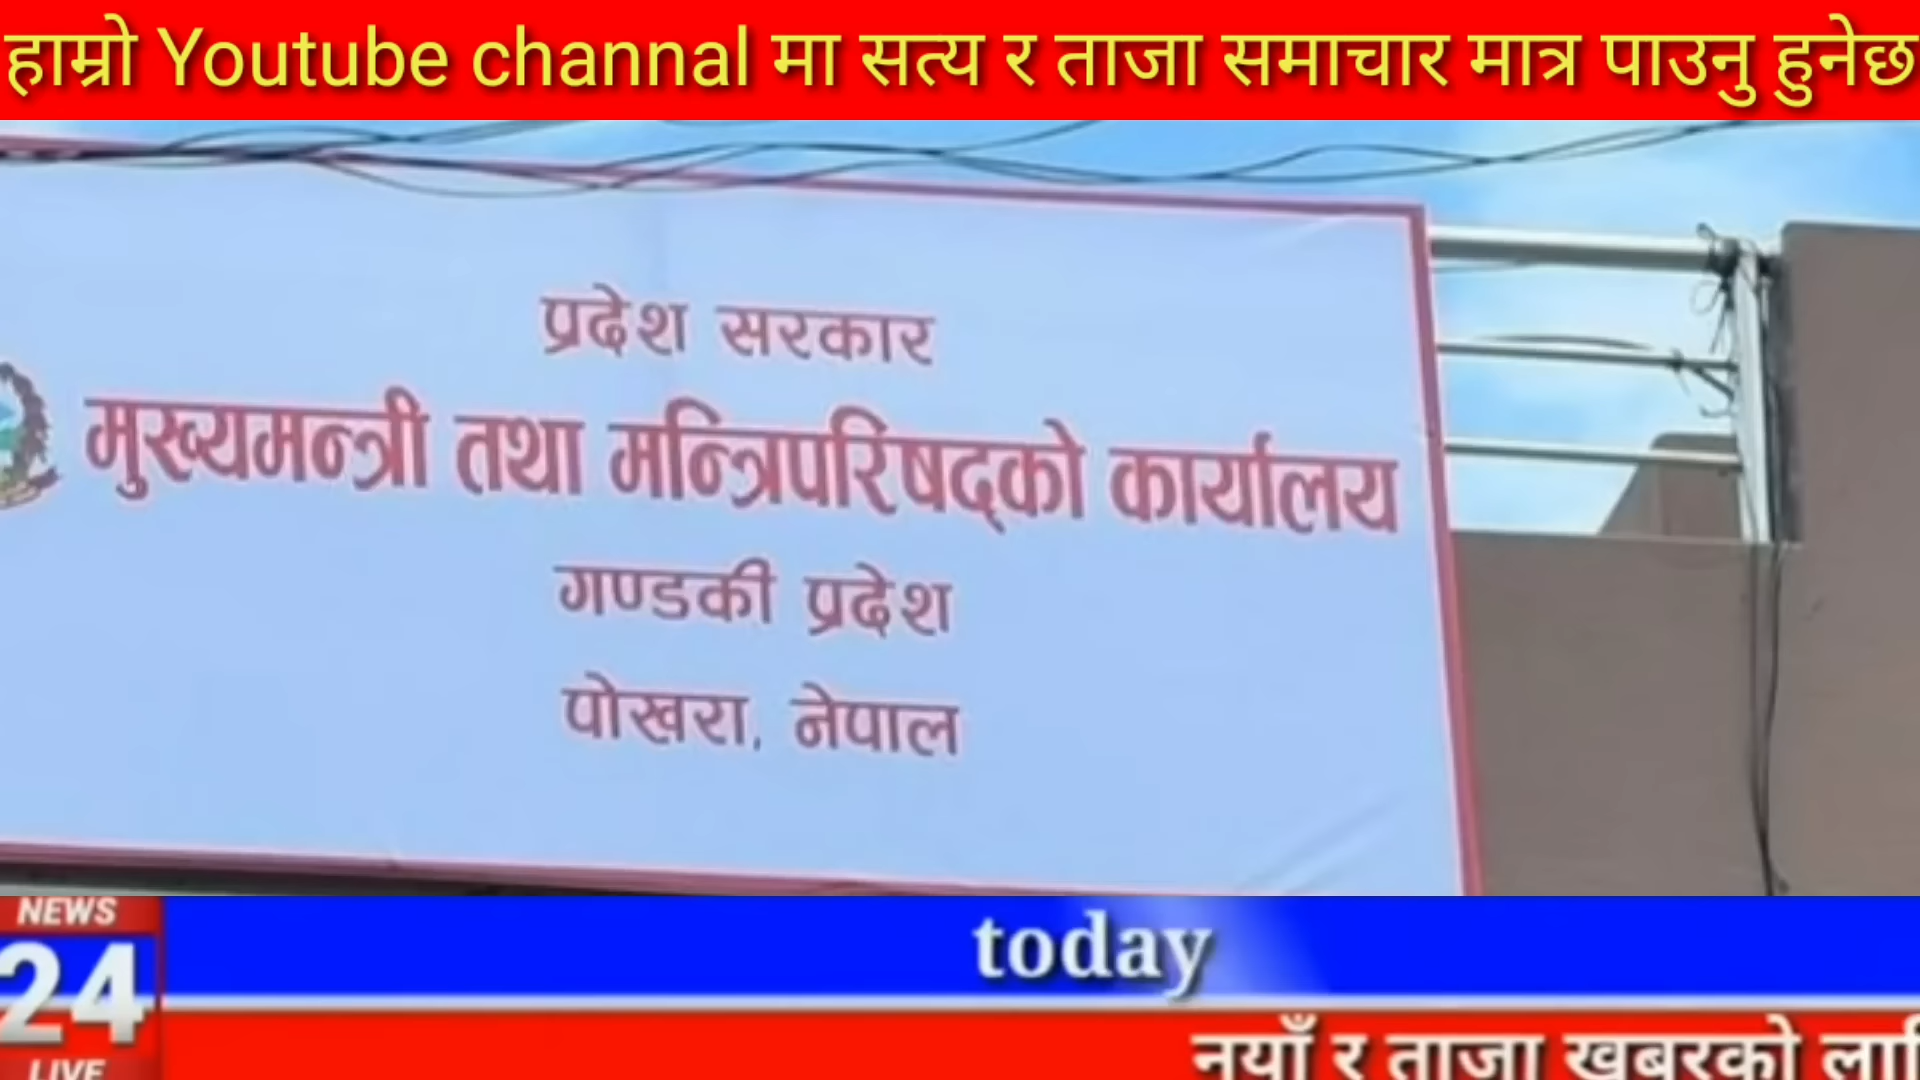 हाम्रो Youtube channal मा सत्य र ताजा समाचार मात्र पाउनु हुनेछ
प्रदेश सरकार
मुख्यमन्त्री तथा मन्त्रिपरिषद्को कार्यालय
गण्डकी प्रदेश
पोखरा, नेपाल
NEWS
24
LIVE
today
नयाँ र ताजा खबरको